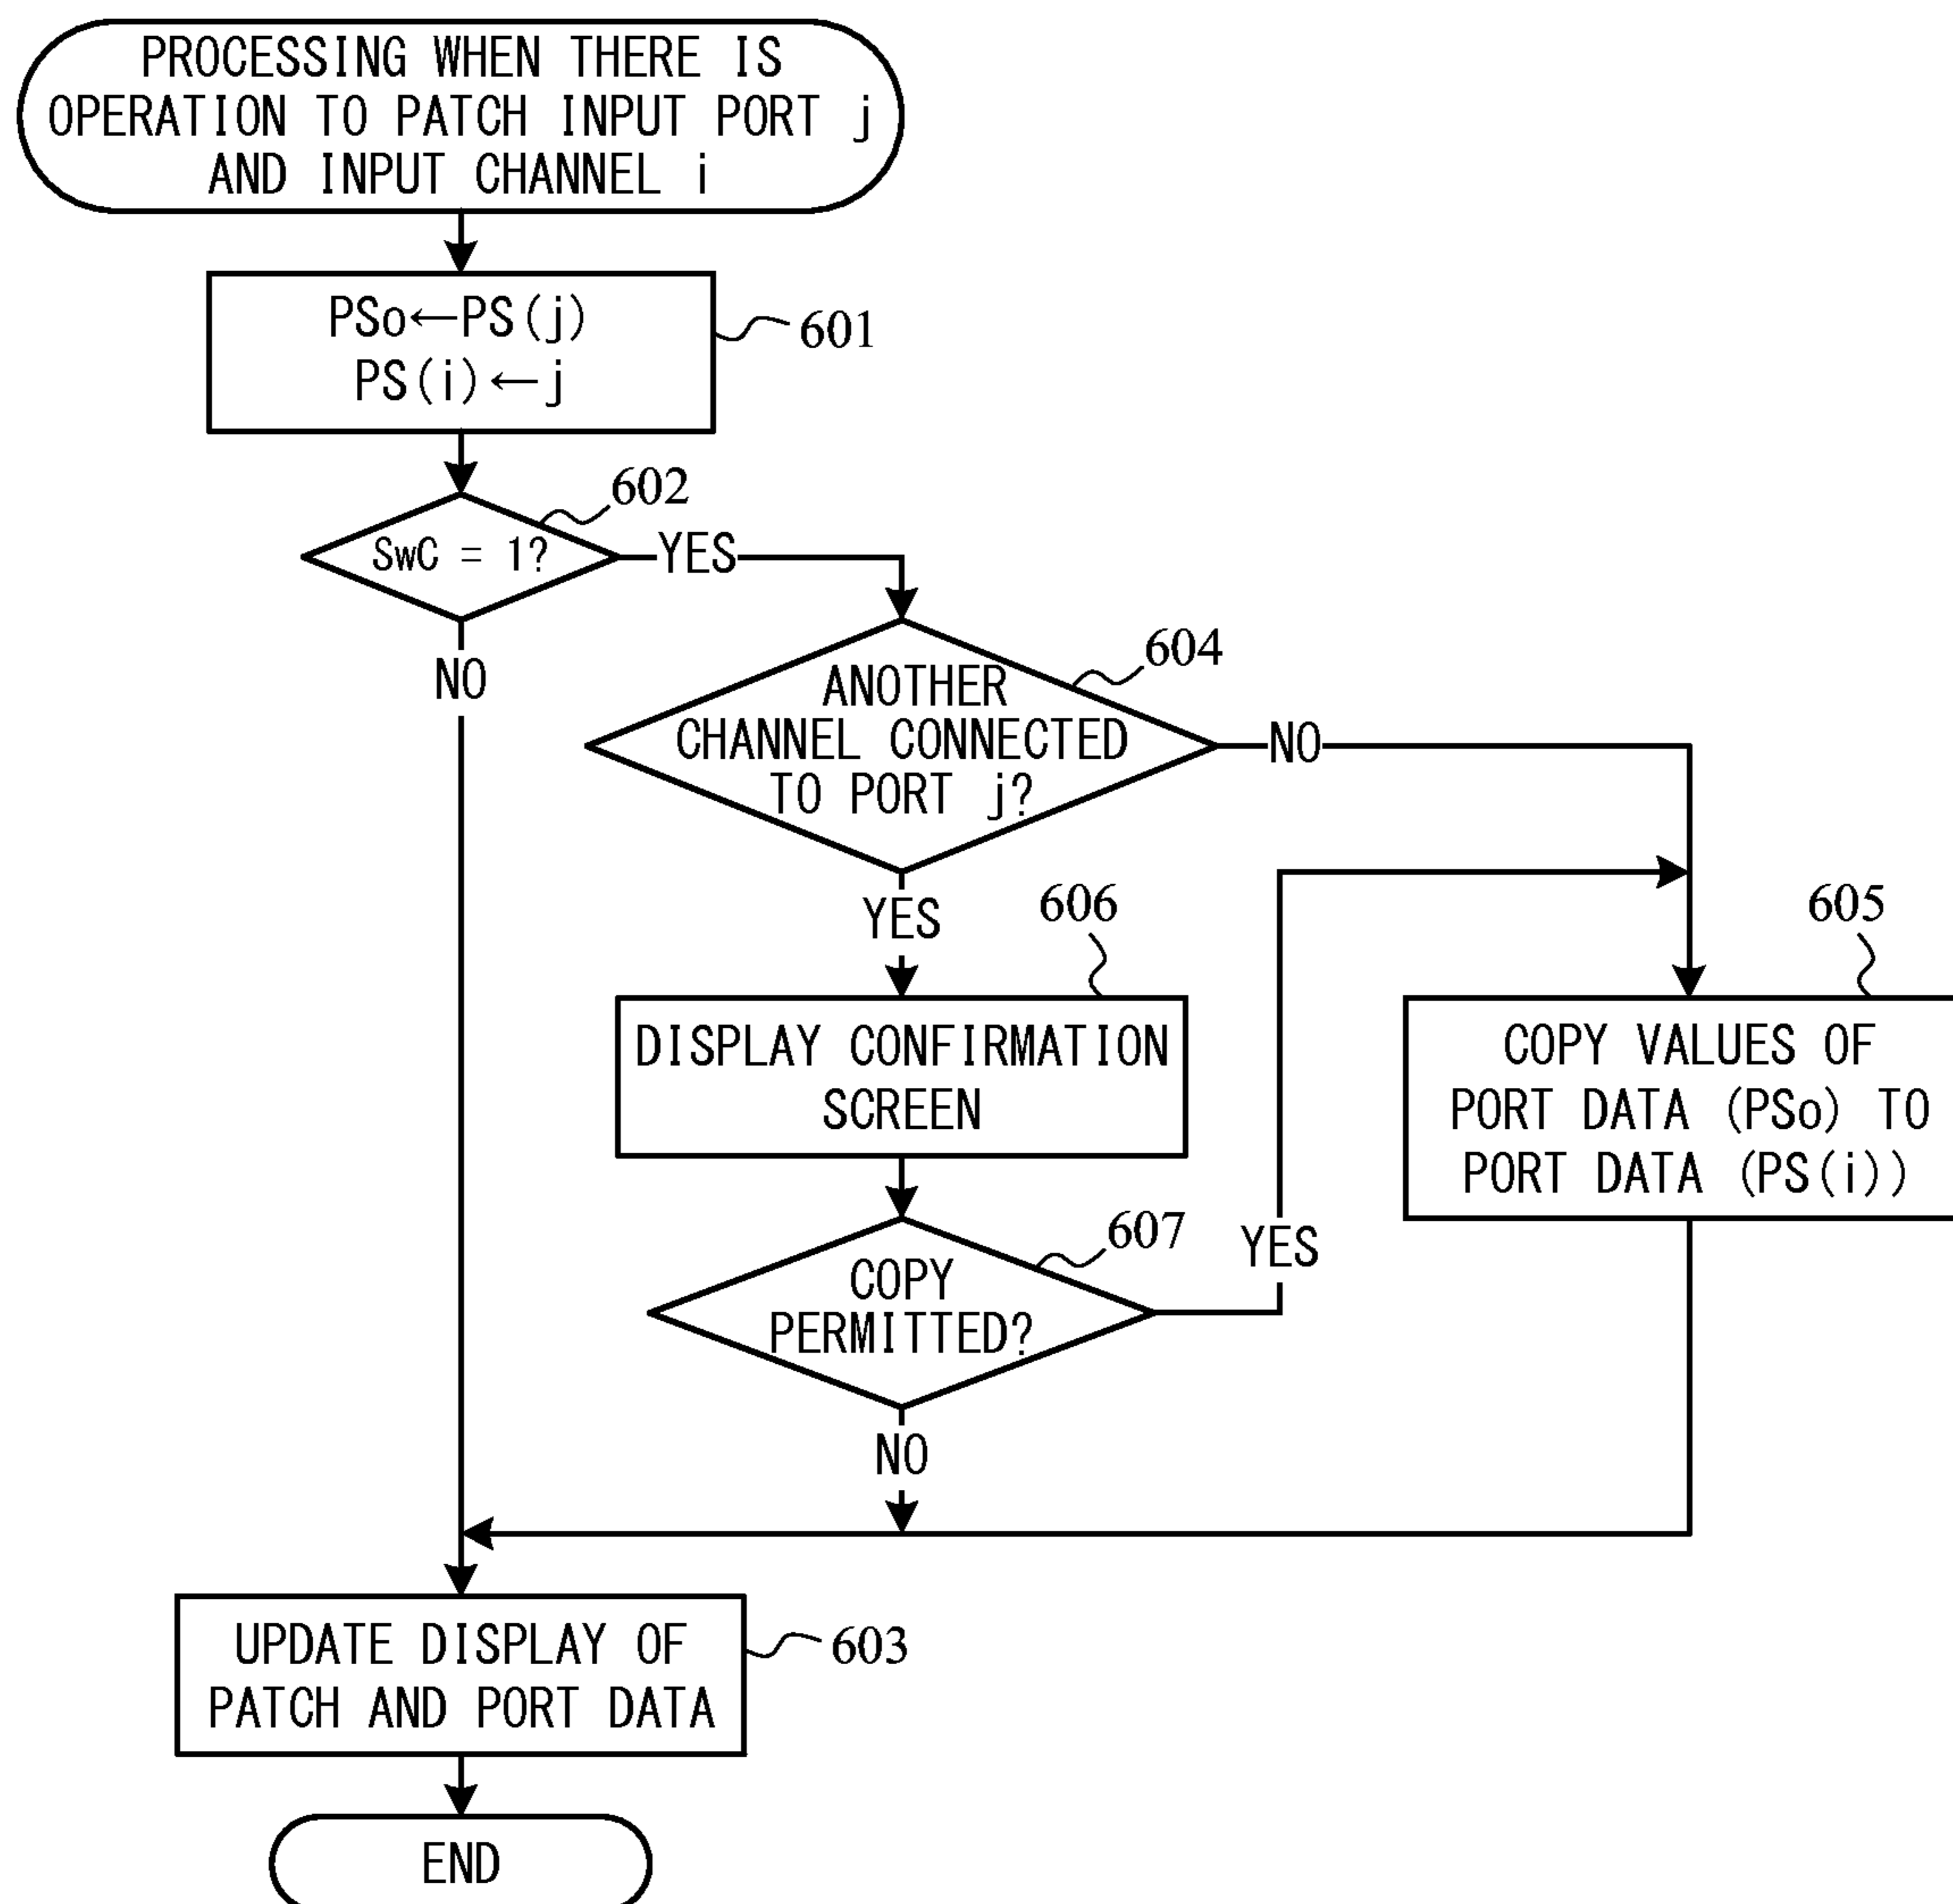 PROCESSING WHEN THERE IS
OPERATION TO PATCH INPUT PORT j
AND INPUT CHANNEL i
PSo←PS(j)
PS(i)←j
601
602
SwC = 1?
YES
NO
604
ANOTHER
CHANNEL CONNECTED
TO PORT j?
NO
YES
606
605
DISPLAY CONFIRMATION
SCREEN
COPY VALUES OF
PORT DATA (PSo) TO
PORT DATA (PS(i))
607
YES
COPY
PERMITTED?
NO
UPDATE DISPLAY OF
PATCH AND PORT DATA
603
END